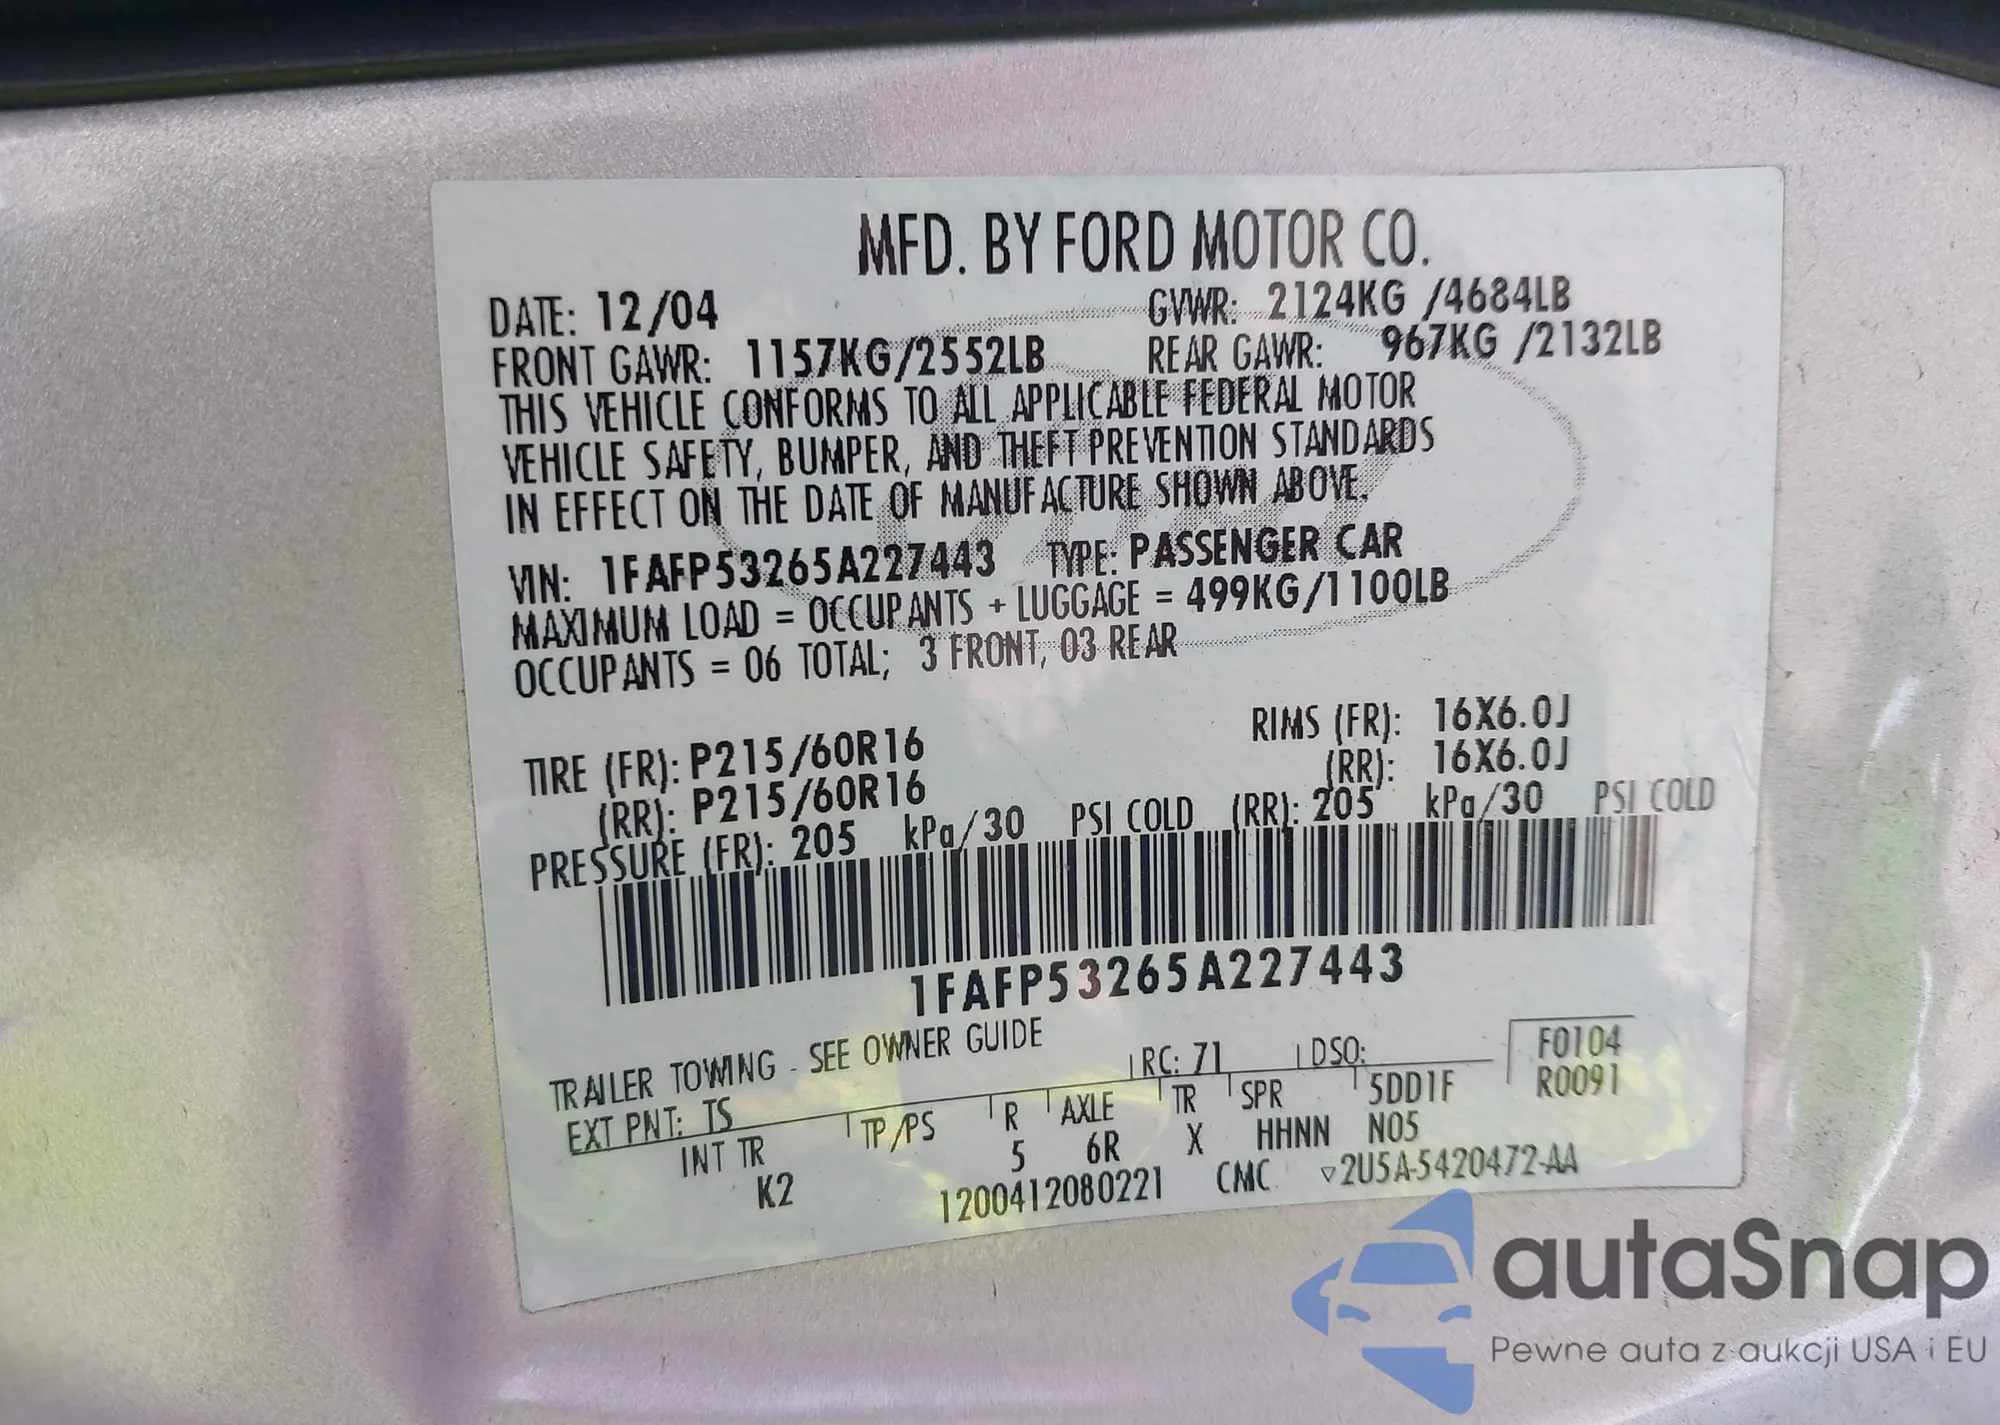 MFD. BY FORD MOTOR CO.
DATE: 12/04 GVWR: 2124KG /4684LB
FRONT GAWR: 1157KG/2552LB REAR GAWR: 967KG /2132LB
THIS VEHICLE CONFORMS TO ALL APPLICABLE FEDERAL MOTOR
VEHICLE SAFETY, BUMPER, AND THEFT PREVENTION STANDARDS
IN EFFECT ON THE DATE OF MANUFACTURE SHOWN ABOVE.
VIN: 1FAFP53265A227443 TYPE: PASSENGER CAR
MAXIMUM LOAD = OCCUPANTS + LUGGAGE = 499KG/1100LB
OCCUPANTS = 06 TOTAL; 3 FRONT, 03 REAR
TIRE (FR): P215/60R16 RIMS (FR): 16X6.0J
(RR): P215/60R16 (RR): 16X6.0J
PRESSURE (FR): 205 kPa/30 PSI COLD (RR): 205 kPa/30 PSI COLD
1FAFP53265A227443
TRAILER TOWING - SEE OWNER GUIDE
EXT PNT: TS RC: 71 DSO: F0104
INT TR TP/PS R AXLE TR SPR 5DD1F R0091
K2 5 6R X HHNN N05
1200412080221 CMC ▽2U5A-5420472-AA
autaSnap
Pewne auta z aukcji USA i EU